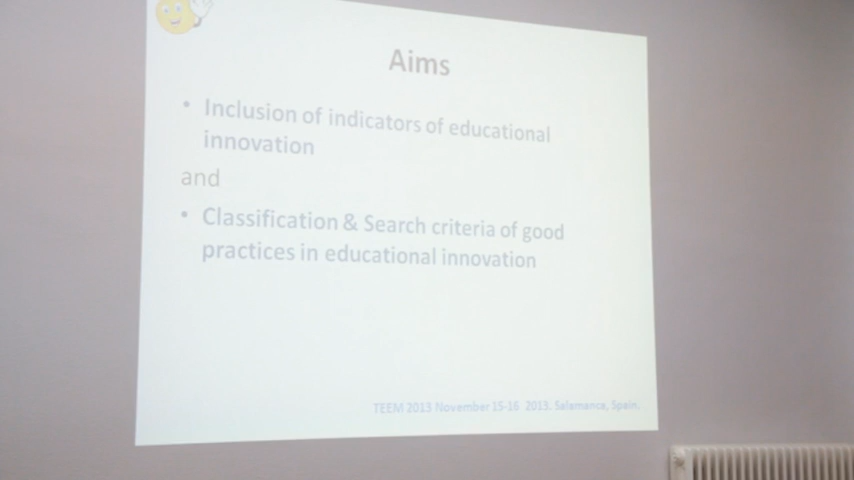 Aims
• Inclusion of indicators of educational
innovation
and
• Classification & Search criteria of good
practices in educational innovation
TEEM 2013 November 15-16 2013. Salamanca, Spain.